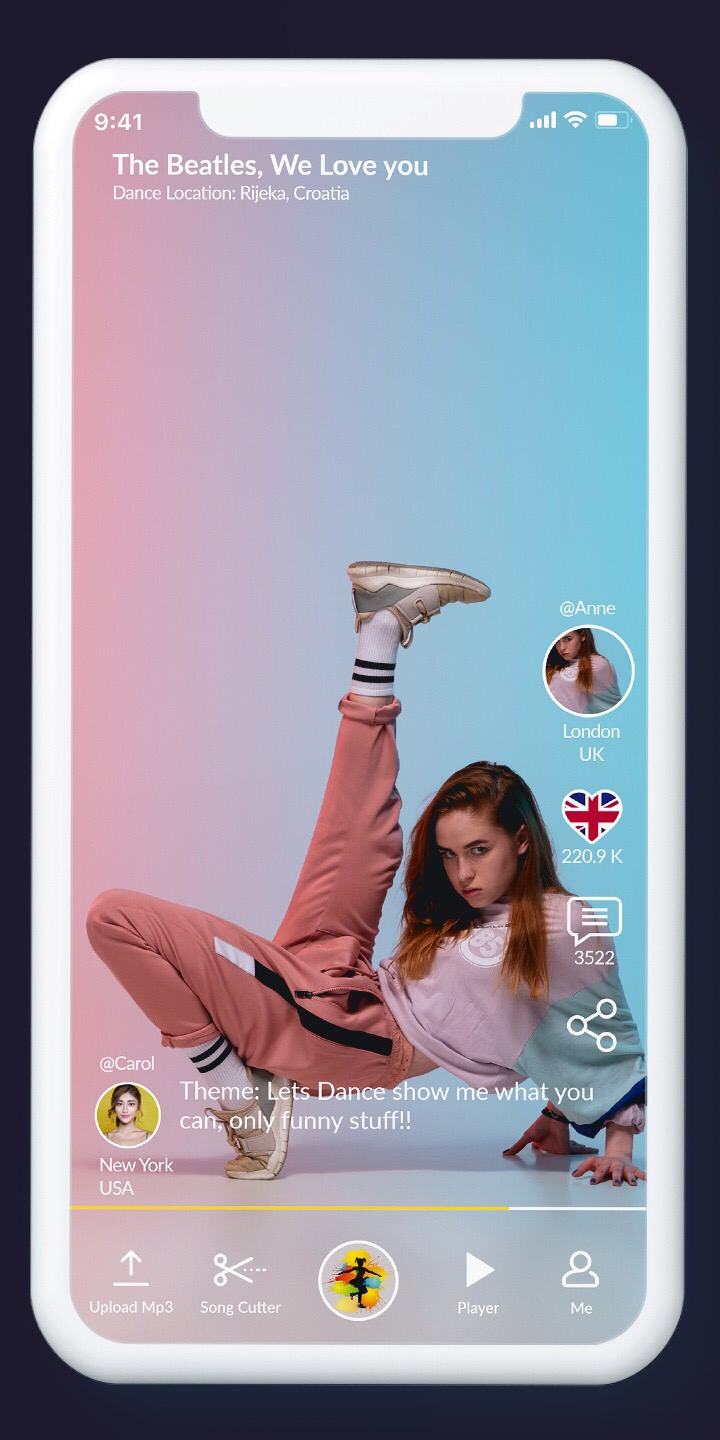 9:41
The Beatles, We Love you
Dance Location: Rijeka, Croatia
@Anne
London
UK
220.9 K
3522
@Carol
Theme: Lets Dance show me what you
can, only funny stuff!!
New York
USA
Upload Mp3
Song Cutter
Player
Me